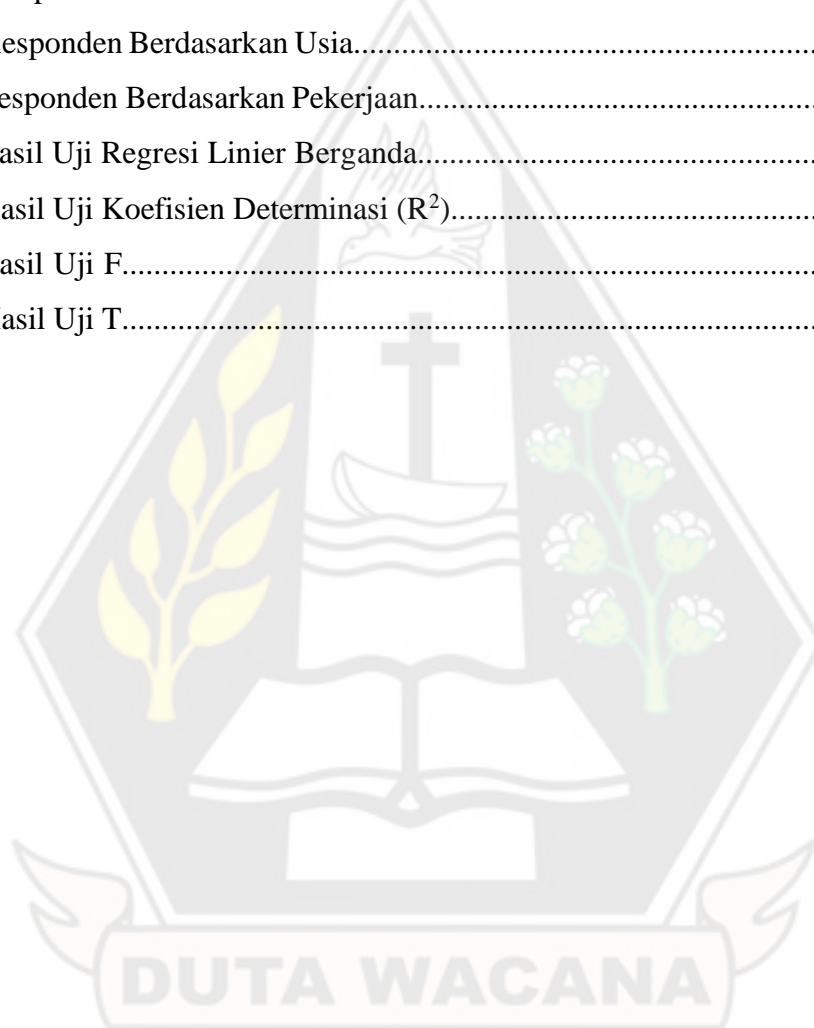 esponden Berdasarkan Usia.......................................................................
esponden Berdasarkan Pekerjaan.............................................................
asil Uji Regresi Linier Berganda.............................................................
asil Uji Koefisien Determinasi (R²)........................................................
asil Uji F........................................................................................................
asil Uji T........................................................................................................
DUTA WACANA